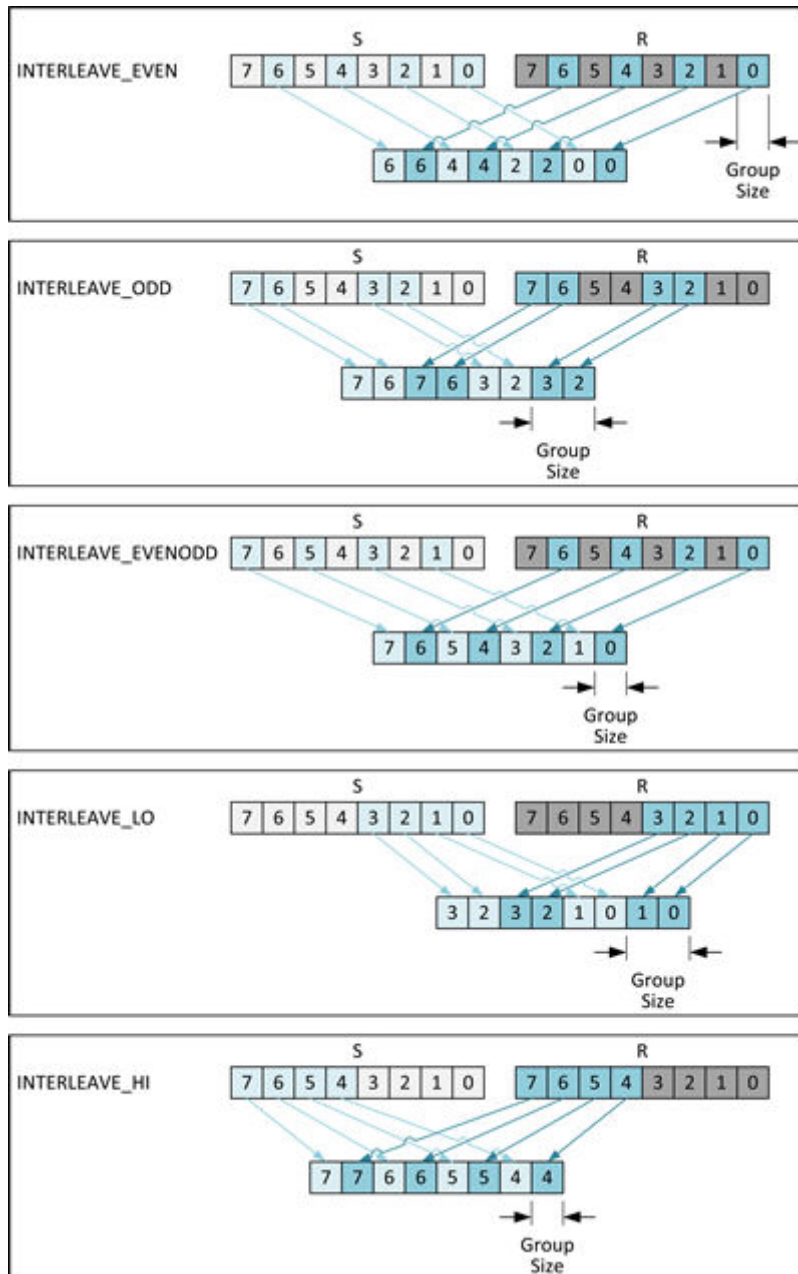 S R
INTERLEAVE_EVEN 7 6 5 4 3 2 1 0 7 6 5 4 3 2 1 0
6 6 4 4 2 2 0 0
Group
Size
S R
INTERLEAVE_ODD 7 6 5 4 3 2 1 0 7 6 5 4 3 2 1 0
7 6 7 6 3 2 3 2
Group
Size
S R
INTERLEAVE_EVENODD 7 6 5 4 3 2 1 0 7 6 5 4 3 2 1 0
7 6 5 4 3 2 1 0
Group
Size
S R
INTERLEAVE_LO 7 6 5 4 3 2 1 0 7 6 5 4 3 2 1 0
3 2 3 2 1 0 1 0
Group
Size
S R
INTERLEAVE_HI 7 6 5 4 3 2 1 0 7 6 5 4 3 2 1 0
7 7 6 6 5 5 4 4
Group
Size